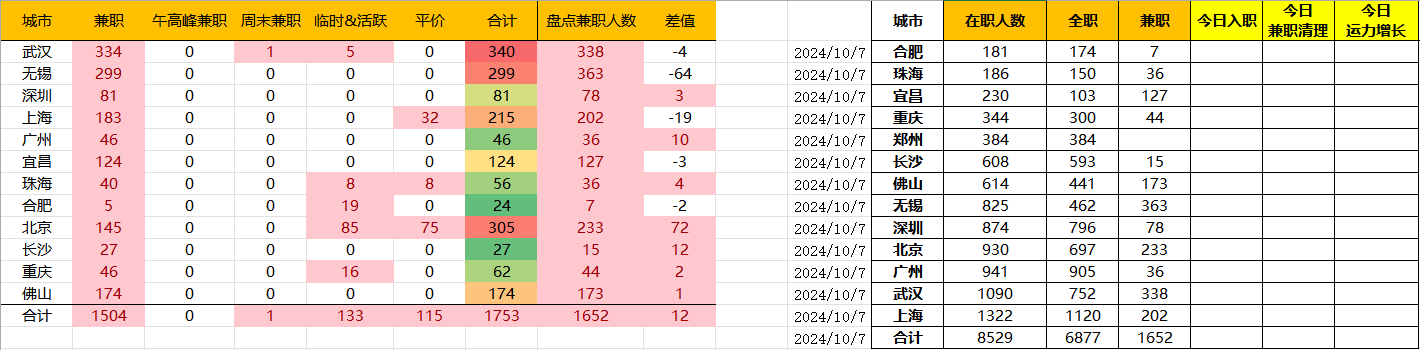 城市 兼职 午高峰兼职 周末兼职 临时&活跃 平价 合计 盘点兼职人数 差值 城市 在职人数 全职 兼职 今日入职 今日兼职清理 今日运力增长
武汉 334 0 1 5 0 340 338 -4 2024/10/7 合肥 181 174 7
无锡 299 0 0 0 0 299 363 -64 2024/10/7 珠海 186 150 36
深圳 81 0 0 0 0 81 78 3 2024/10/7 宜昌 230 103 127
上海 183 0 0 0 32 215 202 -19 2024/10/7 重庆 344 300 44
广州 46 0 0 0 0 46 36 10 2024/10/7 郑州 384 384
宜昌 124 0 0 0 0 124 127 -3 2024/10/7 长沙 608 593 15
珠海 40 0 0 8 8 56 36 4 2024/10/7 佛山 614 441 173
合肥 5 0 0 19 0 24 7 -2 2024/10/7 无锡 825 462 363
北京 145 0 0 85 75 305 233 72 2024/10/7 深圳 874 796 78
长沙 27 0 0 0 0 27 15 12 2024/10/7 北京 930 697 233
重庆 46 0 0 16 0 62 44 2 2024/10/7 广州 941 905 36
佛山 174 0 0 0 0 174 173 1 2024/10/7 武汉 1090 752 338
合计 1504 0 1 133 115 1753 1652 12 2024/10/7 上海 1322 1120 202
2024/10/7 合计 8529 6877 1652